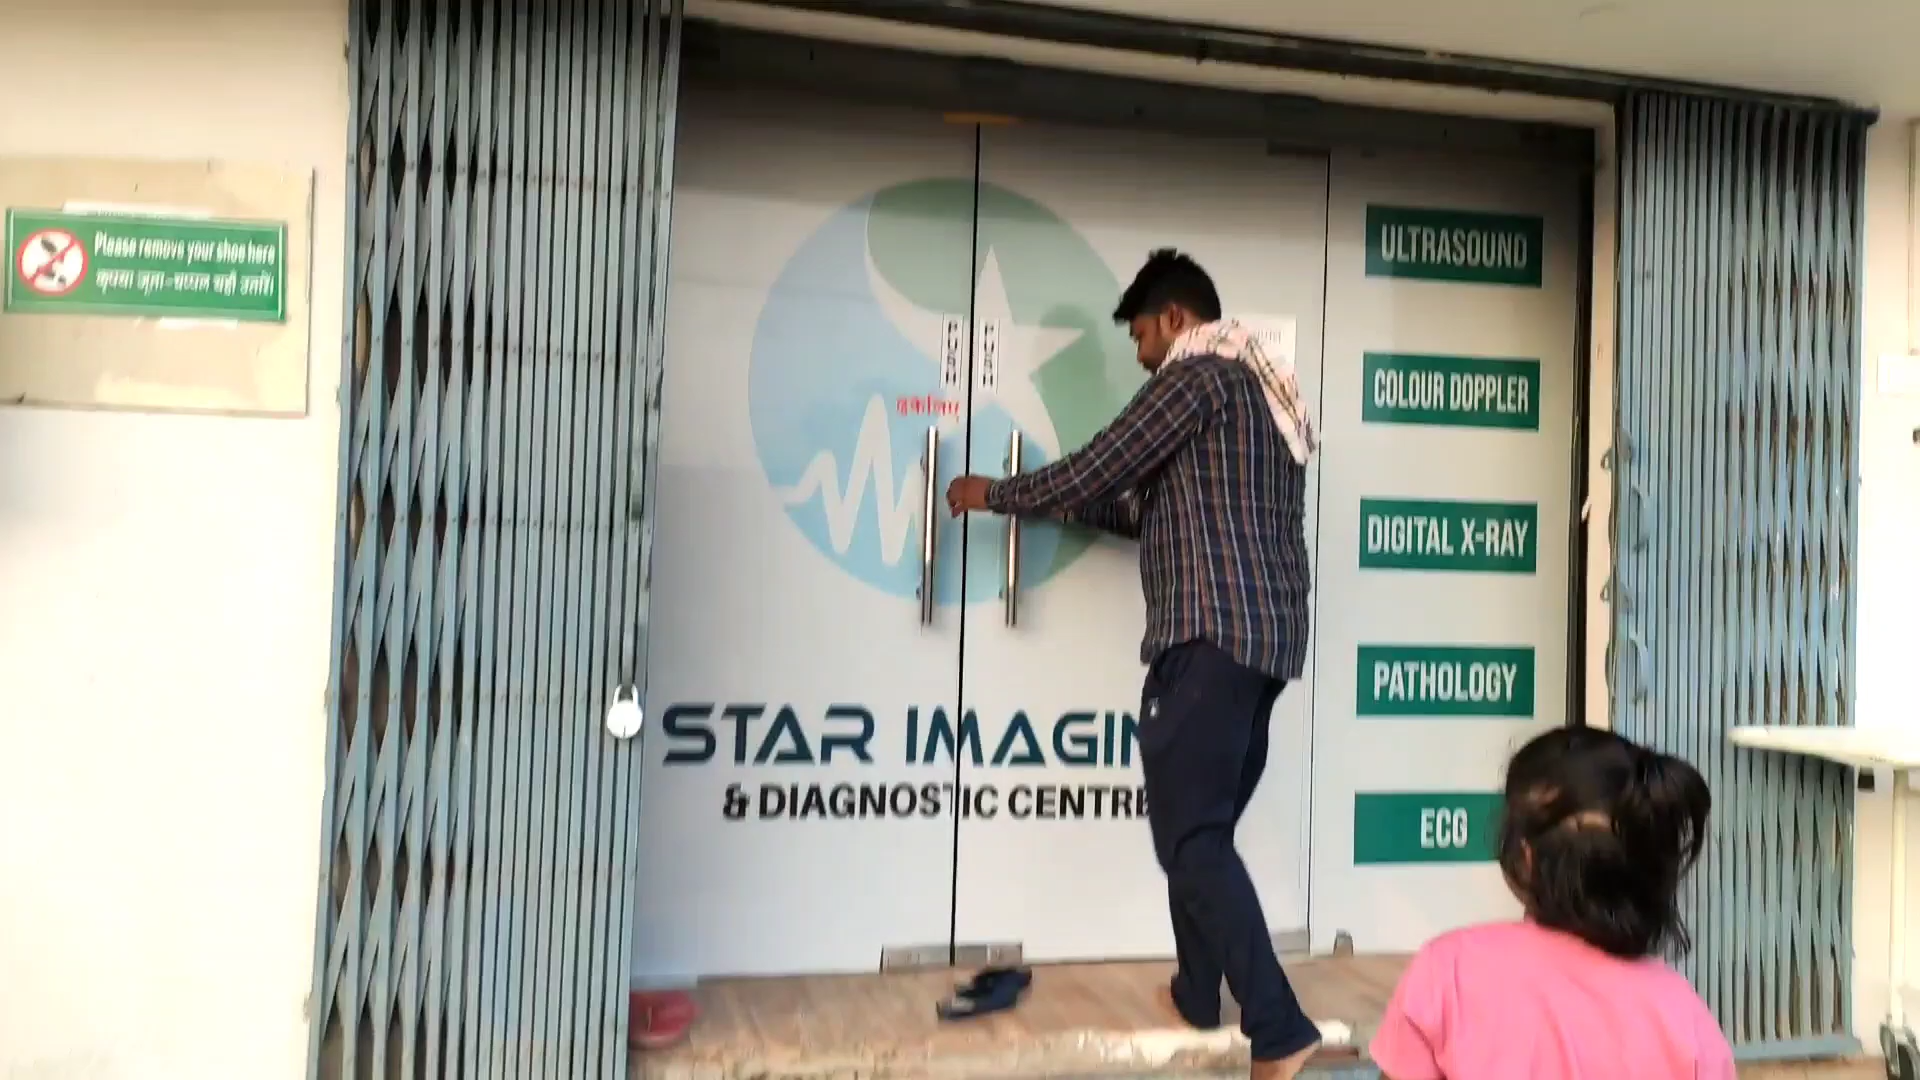 Please remove your shoe here
कृपया जूता-चप्पल यहाँ उतारें
PUSH
PUSH
धकेलिए
STAR IMAGIN
& DIAGNOSTIC CENTRE
ULTRASOUND
COLOUR DOPPLER
DIGITAL X-RAY
PATHOLOGY
ECG